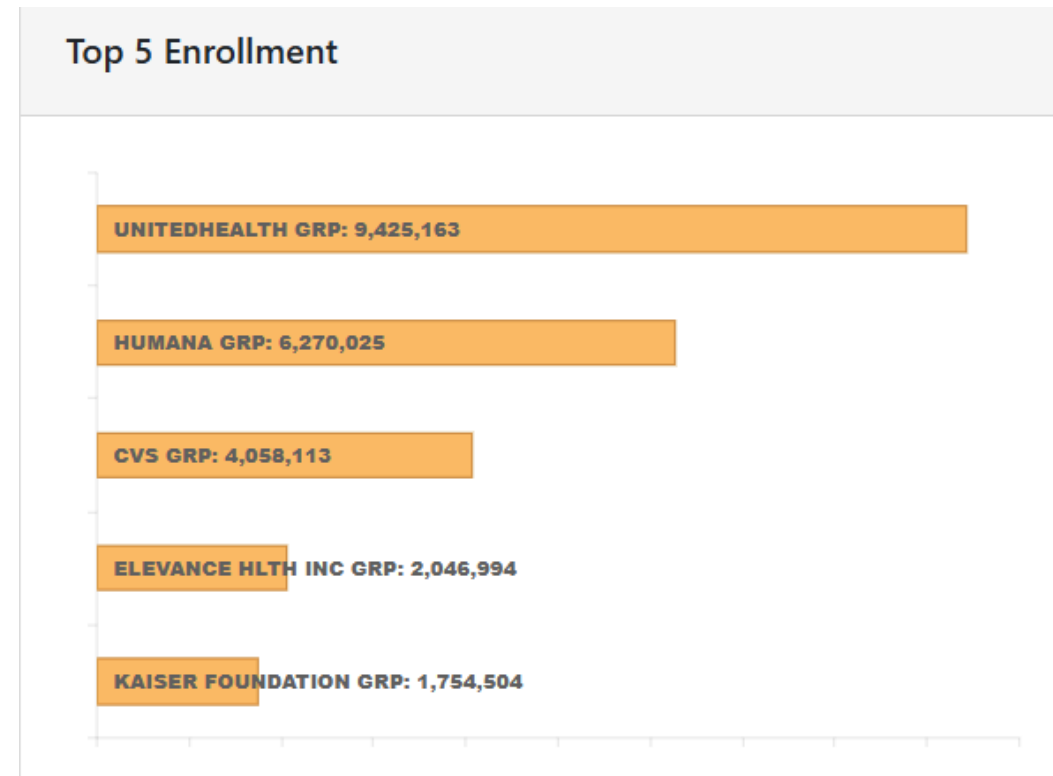 Top 5 Enrollment
UNITEDHEALTH GRP: 9,425,163
HUMANA GRP: 6,270,025
CVS GRP: 4,058,113
ELEVANCE HLTH INC GRP: 2,046,994
KAISER FOUNDATION GRP: 1,754,504